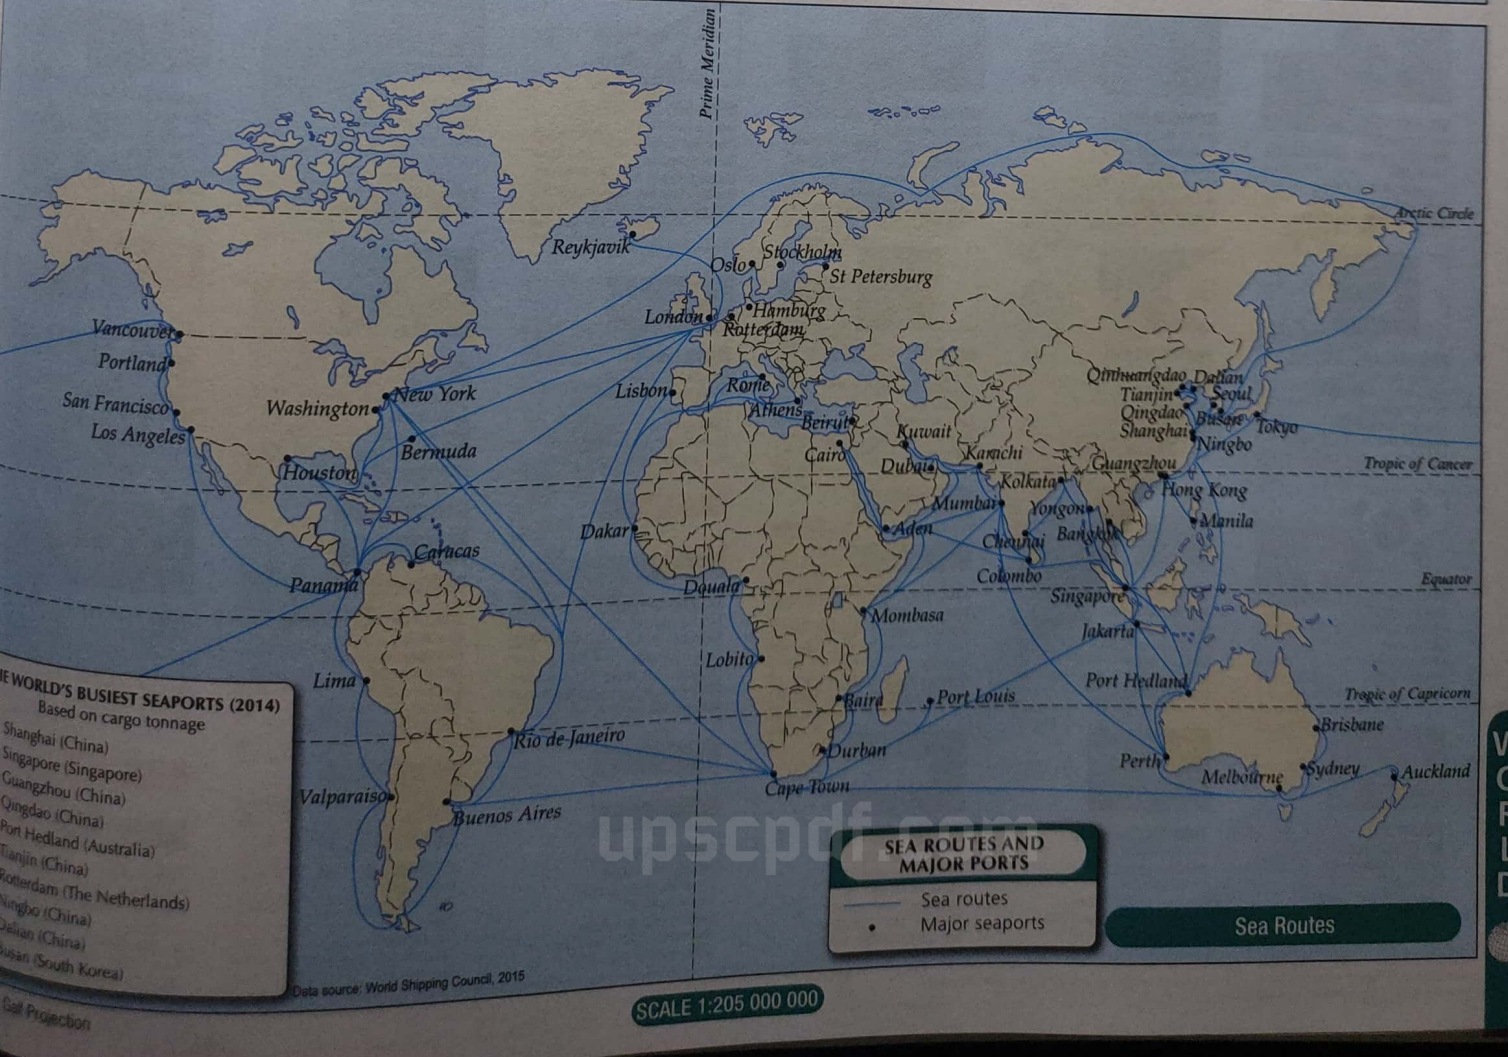 Prime Meridian
Arctic Circle
Reykjavik
Oslo
Stockholm
St Petersburg
London
Hamburg
Rotterdam
Vancouver
Portland
San Francisco
Los Angeles
Washington
New York
Bermuda
Houston
Lisbon
Rome
Athens
Beirut
Cairo
Kuwait
Dubai
Karachi
Qinhuangdao
Dalian
Tianjin
Seoul
Qingdao
Busan
Tokyo
Shanghai
Ningbo
Guangzhou
Tropic of Cancer
Kolkata
Hong Kong
Mumbai
Yongon
Manila
Dakar
Aden
Chennai
Bangkok
Colombo
Caracas
Panama
Douala
Equator
Singapore
Mombasa
Jakarta
Lobito
Lima
Port Hedland
Baira
Port Louis
Tropic of Capricorn
Rio de Janeiro
Brisbane
Durban
Perth
Melbourne
Sydney
Auckland
Cape Town
Valparaiso
Buenos Aires
upscpdf.com
E WORLD'S BUSIEST SEAPORTS (2014)
Based on cargo tonnage
Shanghai (China)
Singapore (Singapore)
Guangzhou (China)
Qingdao (China)
Port Hedland (Australia)
Tianjin (China)
Rotterdam (The Netherlands)
Ningbo (China)
Dalian (China)
Busan (South Korea)
SEA ROUTES AND
MAJOR PORTS
Sea routes
Major seaports
Sea Routes
Data source: World Shipping Council, 2015
SCALE 1:205 000 000
Gall Projection
W
O
R
L
D